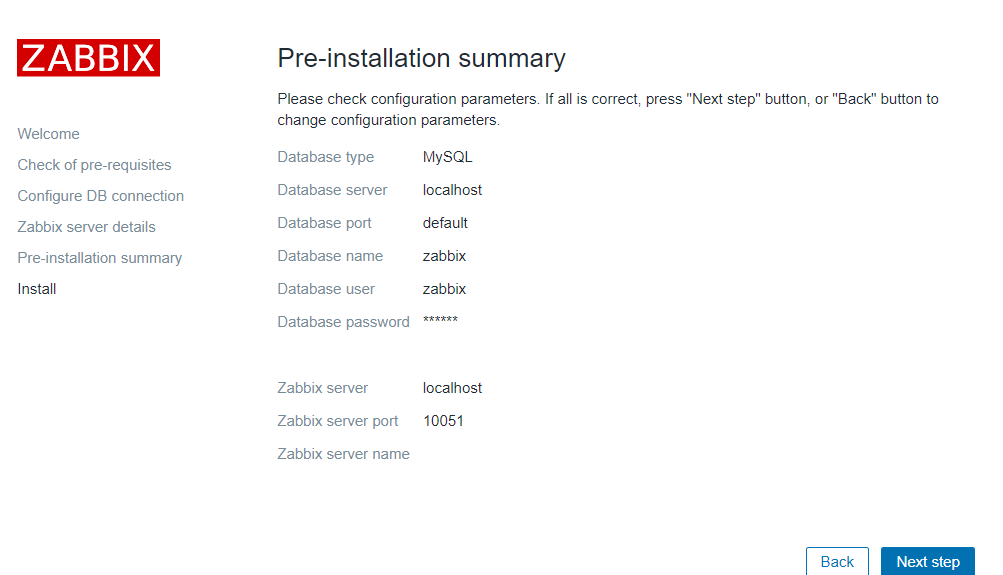 ZABBIX
Welcome
Check of pre-requisites
Configure DB connection
Zabbix server details
Pre-installation summary
Install
Pre-installation summary
Please check configuration parameters. If all is correct, press "Next step" button, or "Back" button to
change configuration parameters.
Database type MySQL
Database server localhost
Database port default
Database name zabbix
Database user zabbix
Database password ******
Zabbix server localhost
Zabbix server port 10051
Zabbix server name
Back Next step